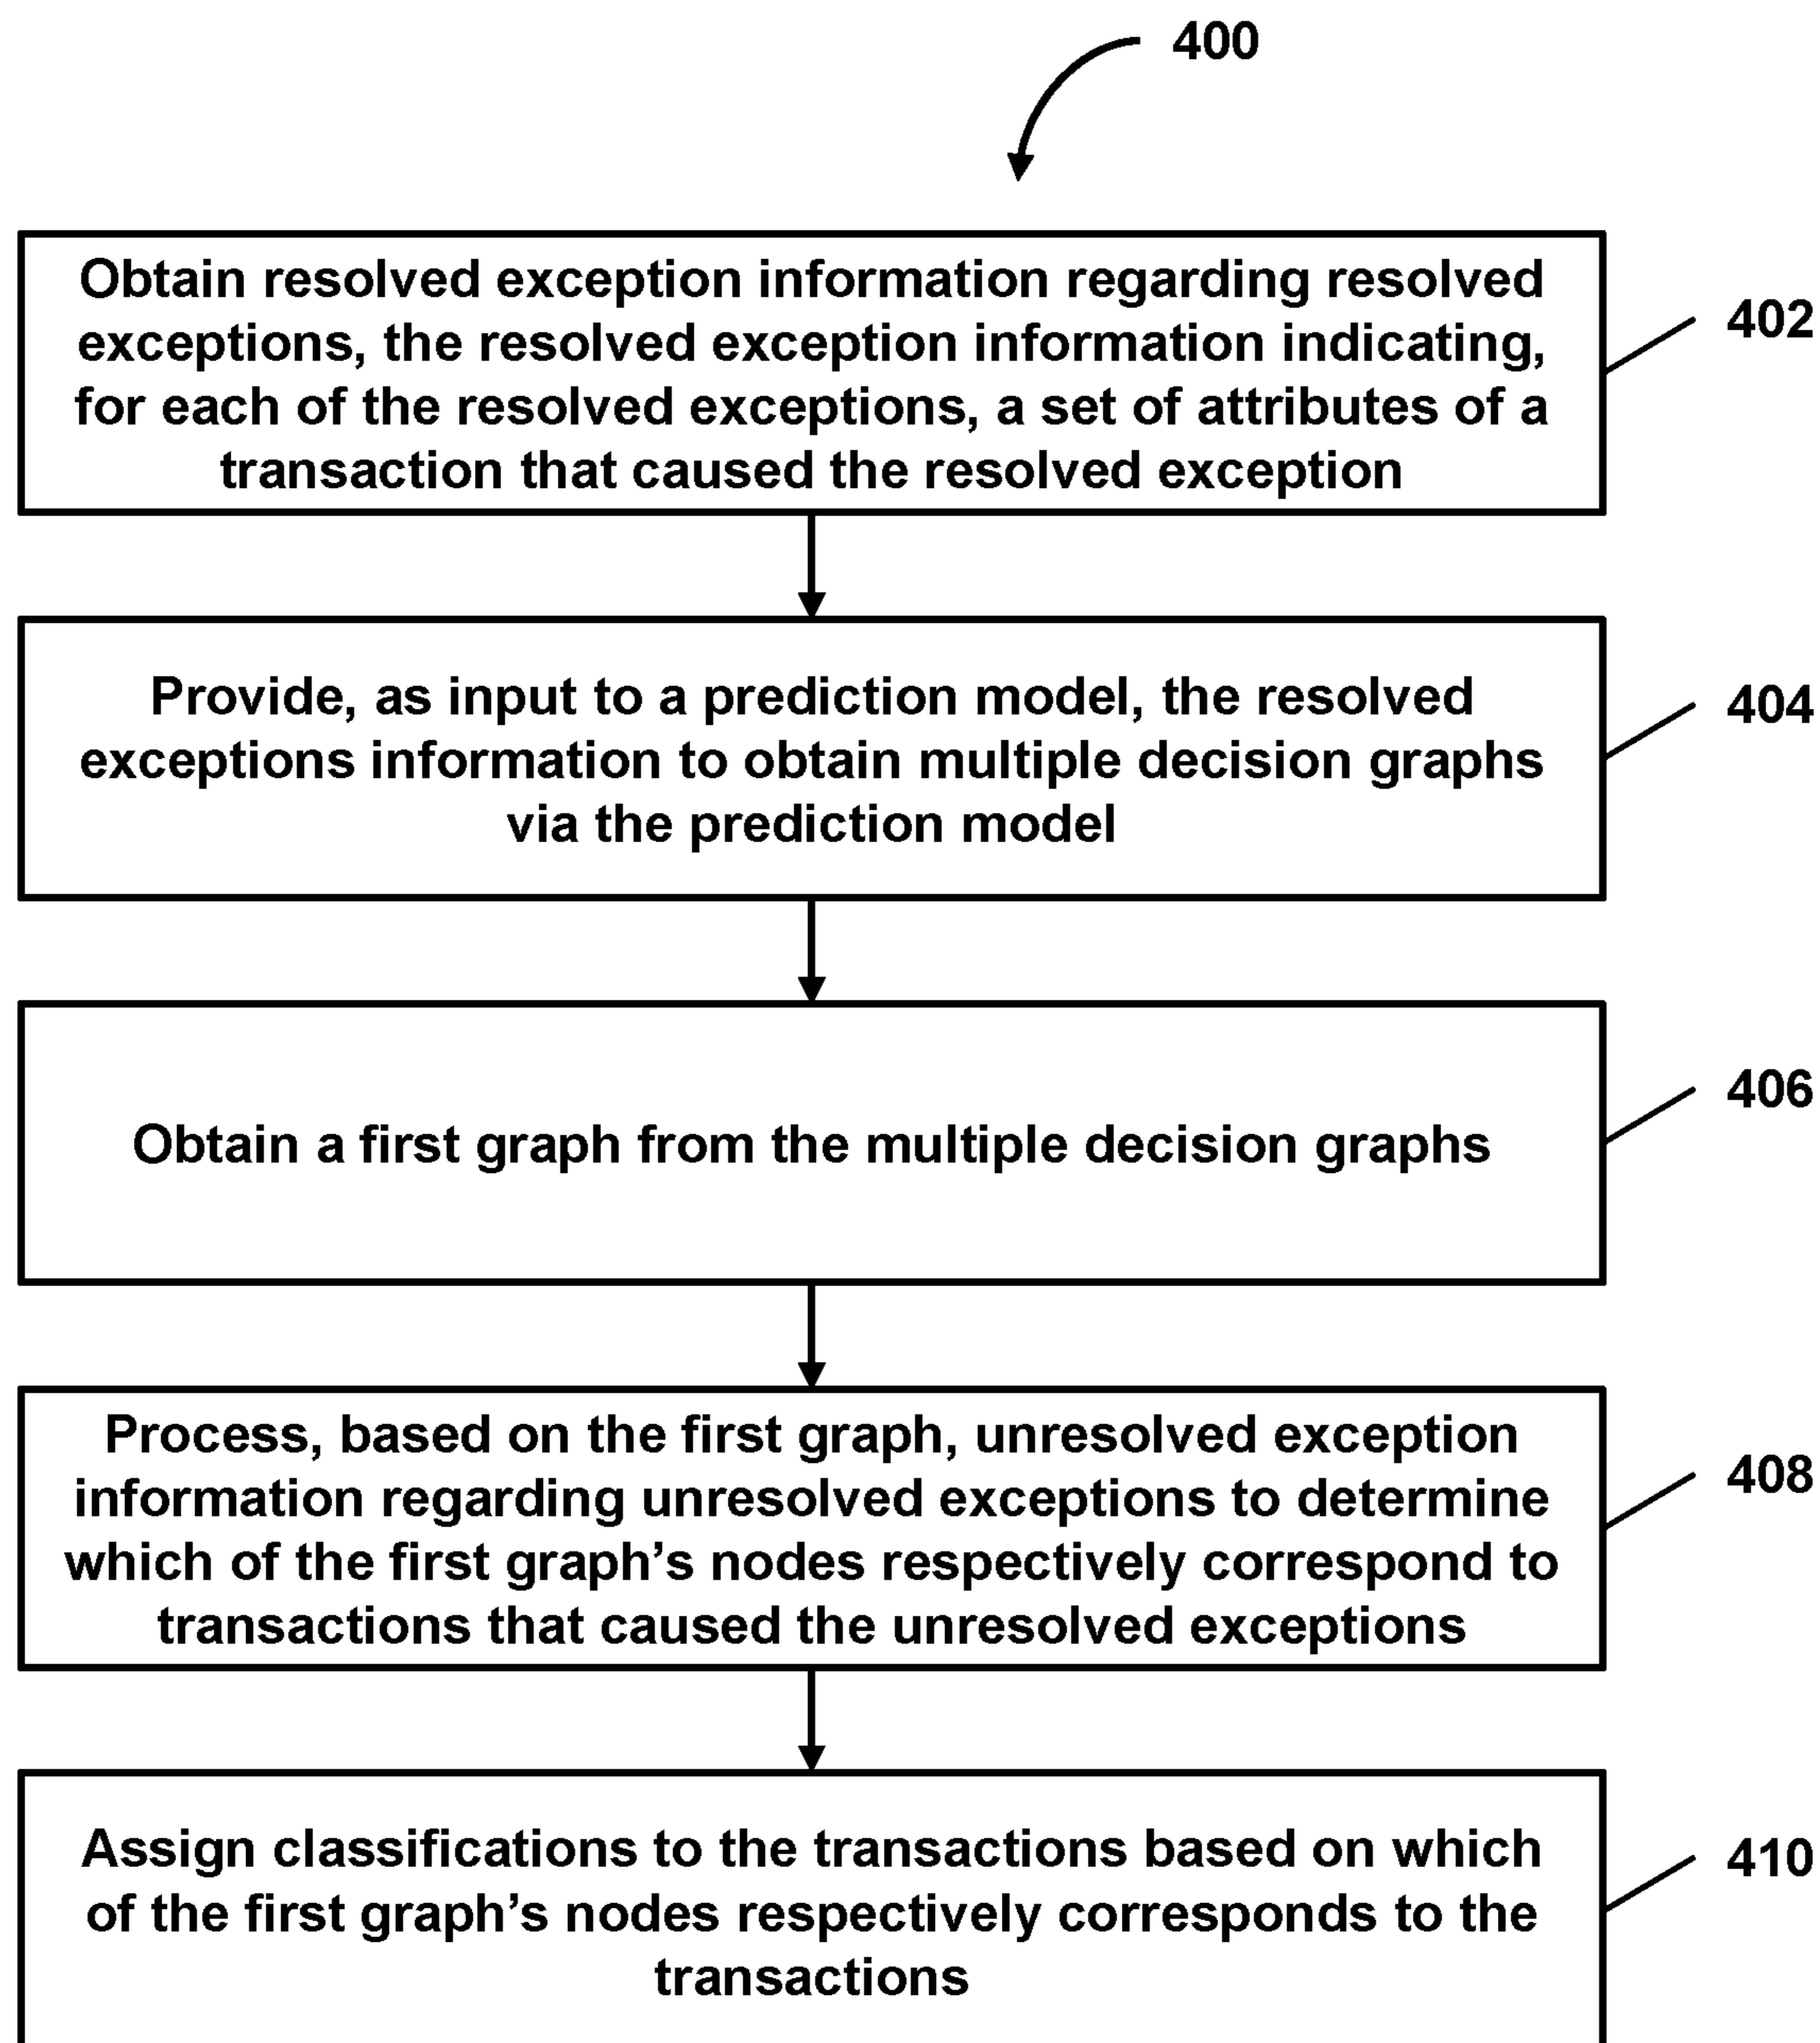 400
Obtain resolved exception information regarding resolved
exceptions, the resolved exception information indicating,
for each of the resolved exceptions, a set of attributes of a
transaction that caused the resolved exception
402
Provide, as input to a prediction model, the resolved
exceptions information to obtain multiple decision graphs
via the prediction model
404
Obtain a first graph from the multiple decision graphs
406
Process, based on the first graph, unresolved exception
information regarding unresolved exceptions to determine
which of the first graph’s nodes respectively correspond to
transactions that caused the unresolved exceptions
408
Assign classifications to the transactions based on which
of the first graph’s nodes respectively corresponds to the
transactions
410